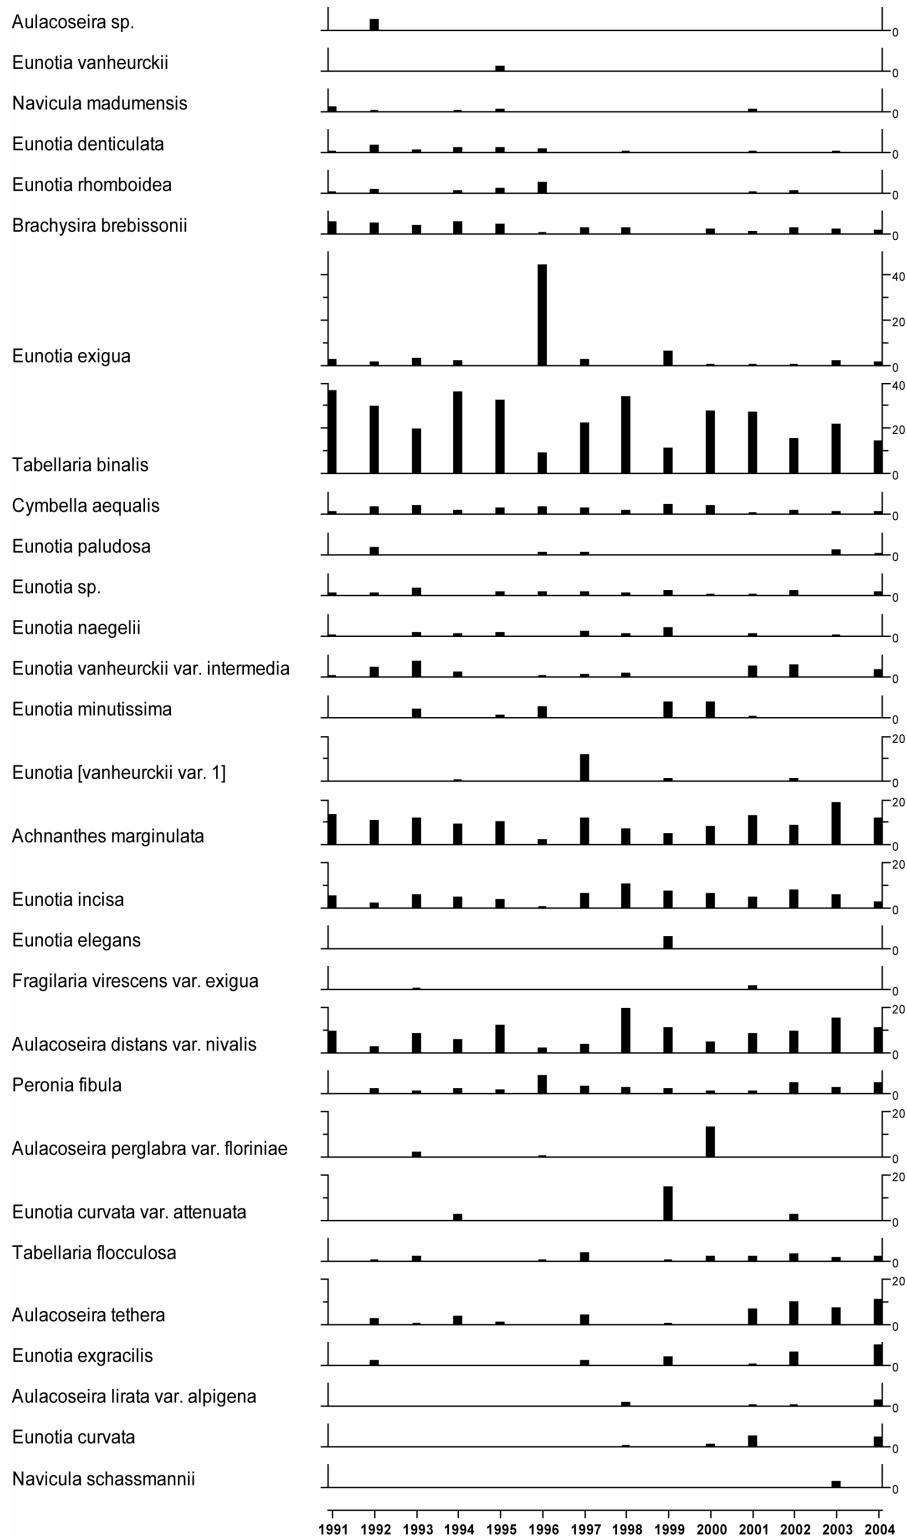 Aulacoseira sp. 0
Eunotia vanheurckii 0
Navicula madumensis 0
Eunotia denticulata 0
Eunotia rhomboidea 0
Brachysira brebissonii 0
40
20
Eunotia exigua 0
40
20
Tabellaria binalis 0
Cymbella aequalis 0
Eunotia paludosa 0
Eunotia sp. 0
Eunotia naegelii 0
Eunotia vanheurckii var. intermedia 0
Eunotia minutissima 0
20
Eunotia [vanheurckii var. 1] 0
20
Achnanthes marginulata 0
20
Eunotia incisa 0
Eunotia elegans 0
Fragilaria virescens var. exigua 0
20
Aulacoseira distans var. nivalis 0
Peronia fibula 0
20
Aulacoseira perglabra var. floriniae 0
20
Eunotia curvata var. attenuata 0
Tabellaria flocculosa 0
20
Aulacoseira tethera 0
Eunotia exgracilis 0
Aulacoseira lirata var. alpigena 0
Eunotia curvata 0
Navicula schassmannii 0
1991 1992 1993 1994 1995 1996 1997 1998 1999 2000 2001 2002 2003 2004